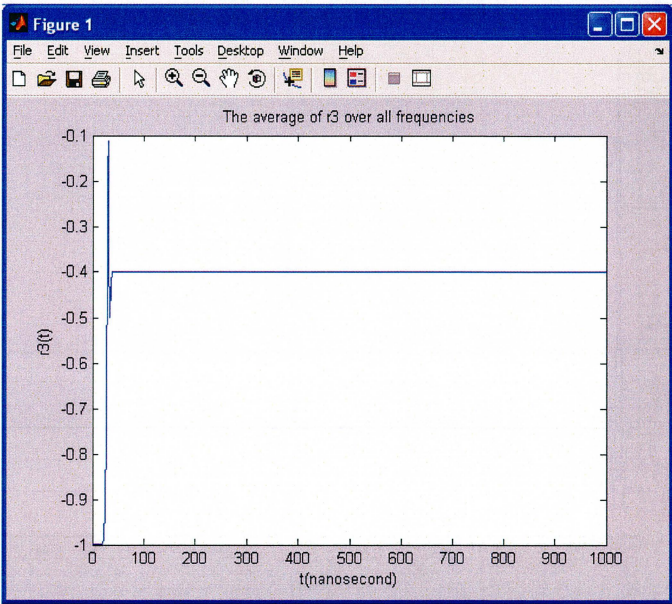 Figure 1
File Edit View Insert Tools Desktop Window Help
The average of r3 over all frequencies
-0.1
-0.2
-0.3
-0.4
-0.5
-0.6
-0.7
-0.8
-0.9
-1
r3(t)
0 100 200 300 400 500 600 700 800 900 1000
t(nanosecond)